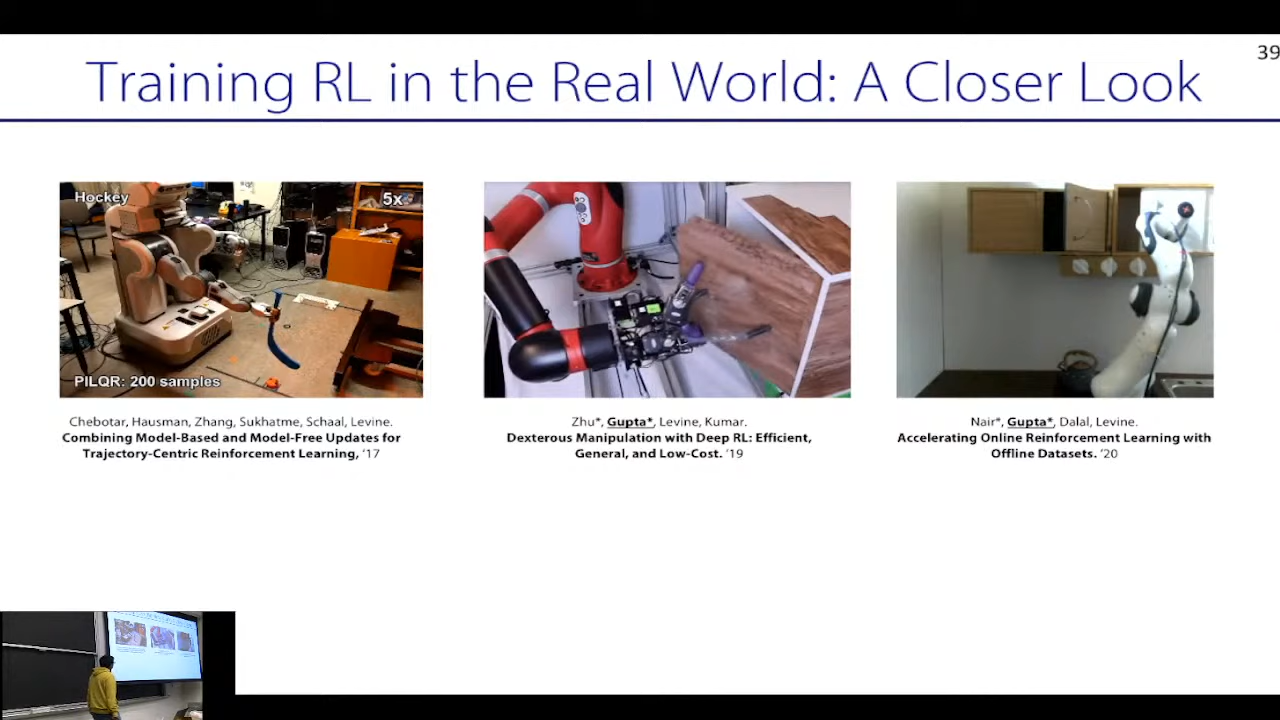 39
Training RL in the Real World: A Closer Look
Hockey
5x
PILQR: 200 samples
Chebotar, Hausman, Zhang, Sukhatme, Schaal, Levine.
Combining Model-Based and Model-Free Updates for
Trajectory-Centric Reinforcement Learning, '17
Zhu*, Gupta*, Levine, Kumar.
Dexterous Manipulation with Deep RL: Efficient,
General, and Low-Cost. '19
Nair*, Gupta*, Dalal, Levine.
Accelerating Online Reinforcement Learning with
Offline Datasets. '20